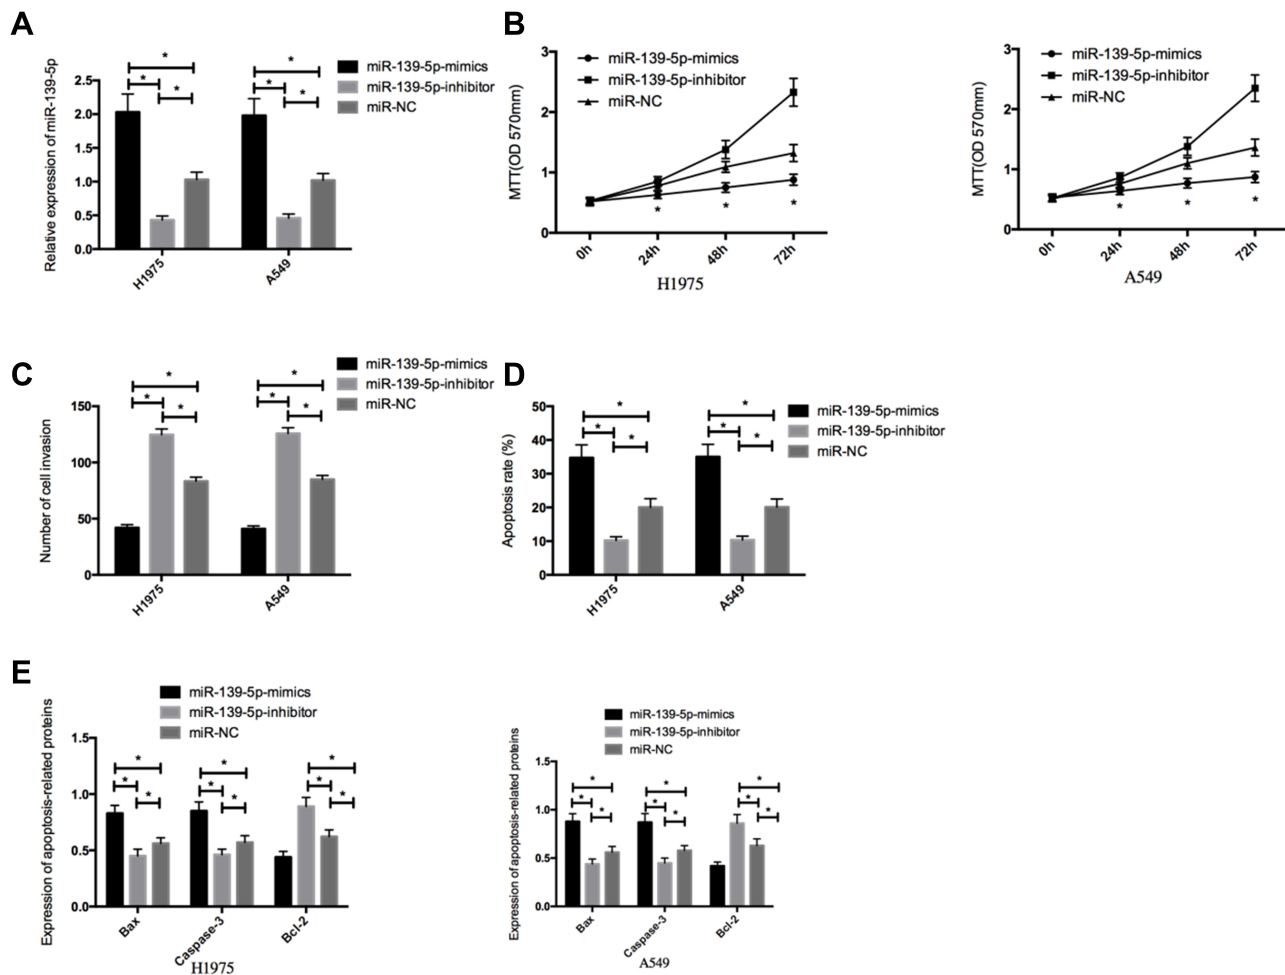 A
Relative expression of miR-139-5p
2.5
2.0
1.5
1.0
0.5
0.0
*
*
*
*
*
*
H1975
A549
miR-139-5p-mimics
miR-139-5p-inhibitor
miR-NC
B
MTT(OD 570mm)
3
2
1
0
miR-139-5p-mimics
miR-139-5p-inhibitor
miR-NC
*
*
*
0h
24h
48h
72h
H1975
MTT(OD 570mm)
3
2
1
0
miR-139-5p-mimics
miR-139-5p-inhibitor
miR-NC
*
*
*
0h
24h
48h
72h
A549
C
Number of cell invasion
150
100
50
0
*
*
*
*
*
*
H1975
A549
miR-139-5p-mimics
miR-139-5p-inhibitor
miR-NC
D
Apoptosis rate (%)
50
40
30
20
10
0
*
*
*
*
*
*
H1975
A549
miR-139-5p-mimics
miR-139-5p-inhibitor
miR-NC
E
miR-139-5p-mimics
miR-139-5p-inhibitor
miR-NC
Expression of apoptosis-related proteins
1.5
1.0
0.5
0.0
*
*
*
*
*
*
*
*
*
Bax
Caspase-3
Bcl-2
H1975
miR-139-5p-mimics
miR-139-5p-inhibitor
miR-NC
Expression of apoptosis-related proteins
1.5
1.0
0.5
0.0
*
*
*
*
*
*
*
*
*
Bax
Caspase-3
Bcl-2
A549